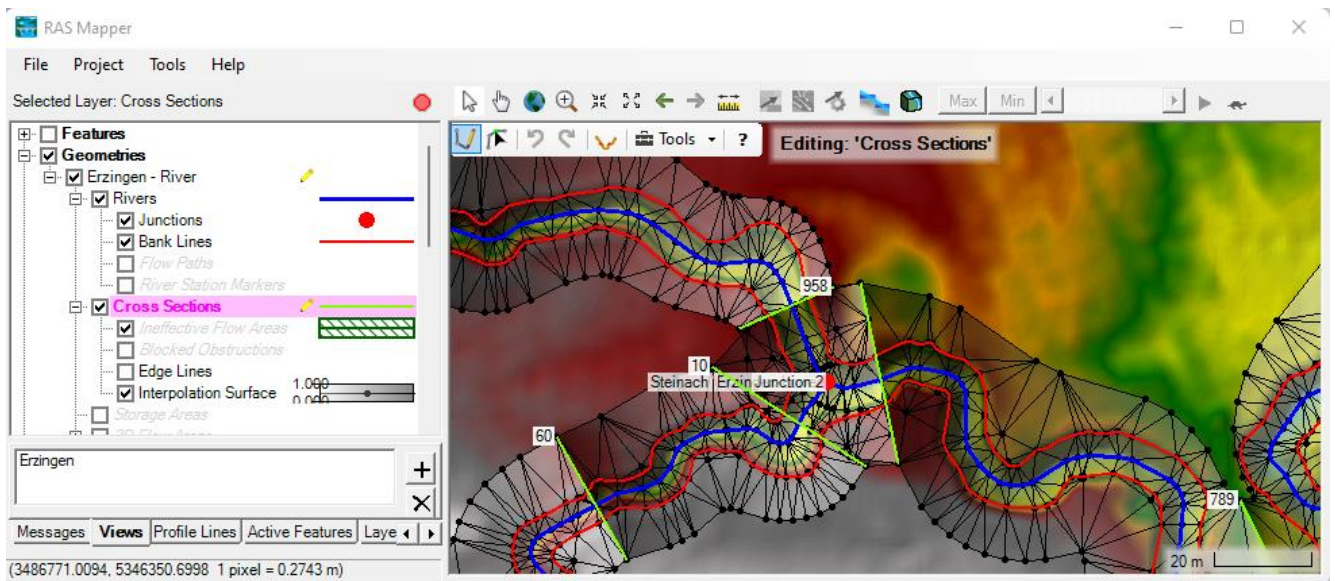 RAS Mapper
File Project Tools Help
Selected Layer: Cross Sections
Max Min
Features
Geometries
Erzingen - River
Rivers
Junctions
Bank Lines
Flow Paths
River Station Markers
Cross Sections
Ineffective Flow Areas
Blocked Obstructions
Edge Lines
Interpolation Surface 1.000
0.000
Storage Areas
2D Flow Areas
Erzingen
Messages Views Profile Lines Active Features Laye
(3486771.0094, 5346350.6998 1 pixel = 0.2743 m)
Tools ?
Editing: 'Cross Sections'
958
10
Steinach Erzin Junction 2
60
789
20 m